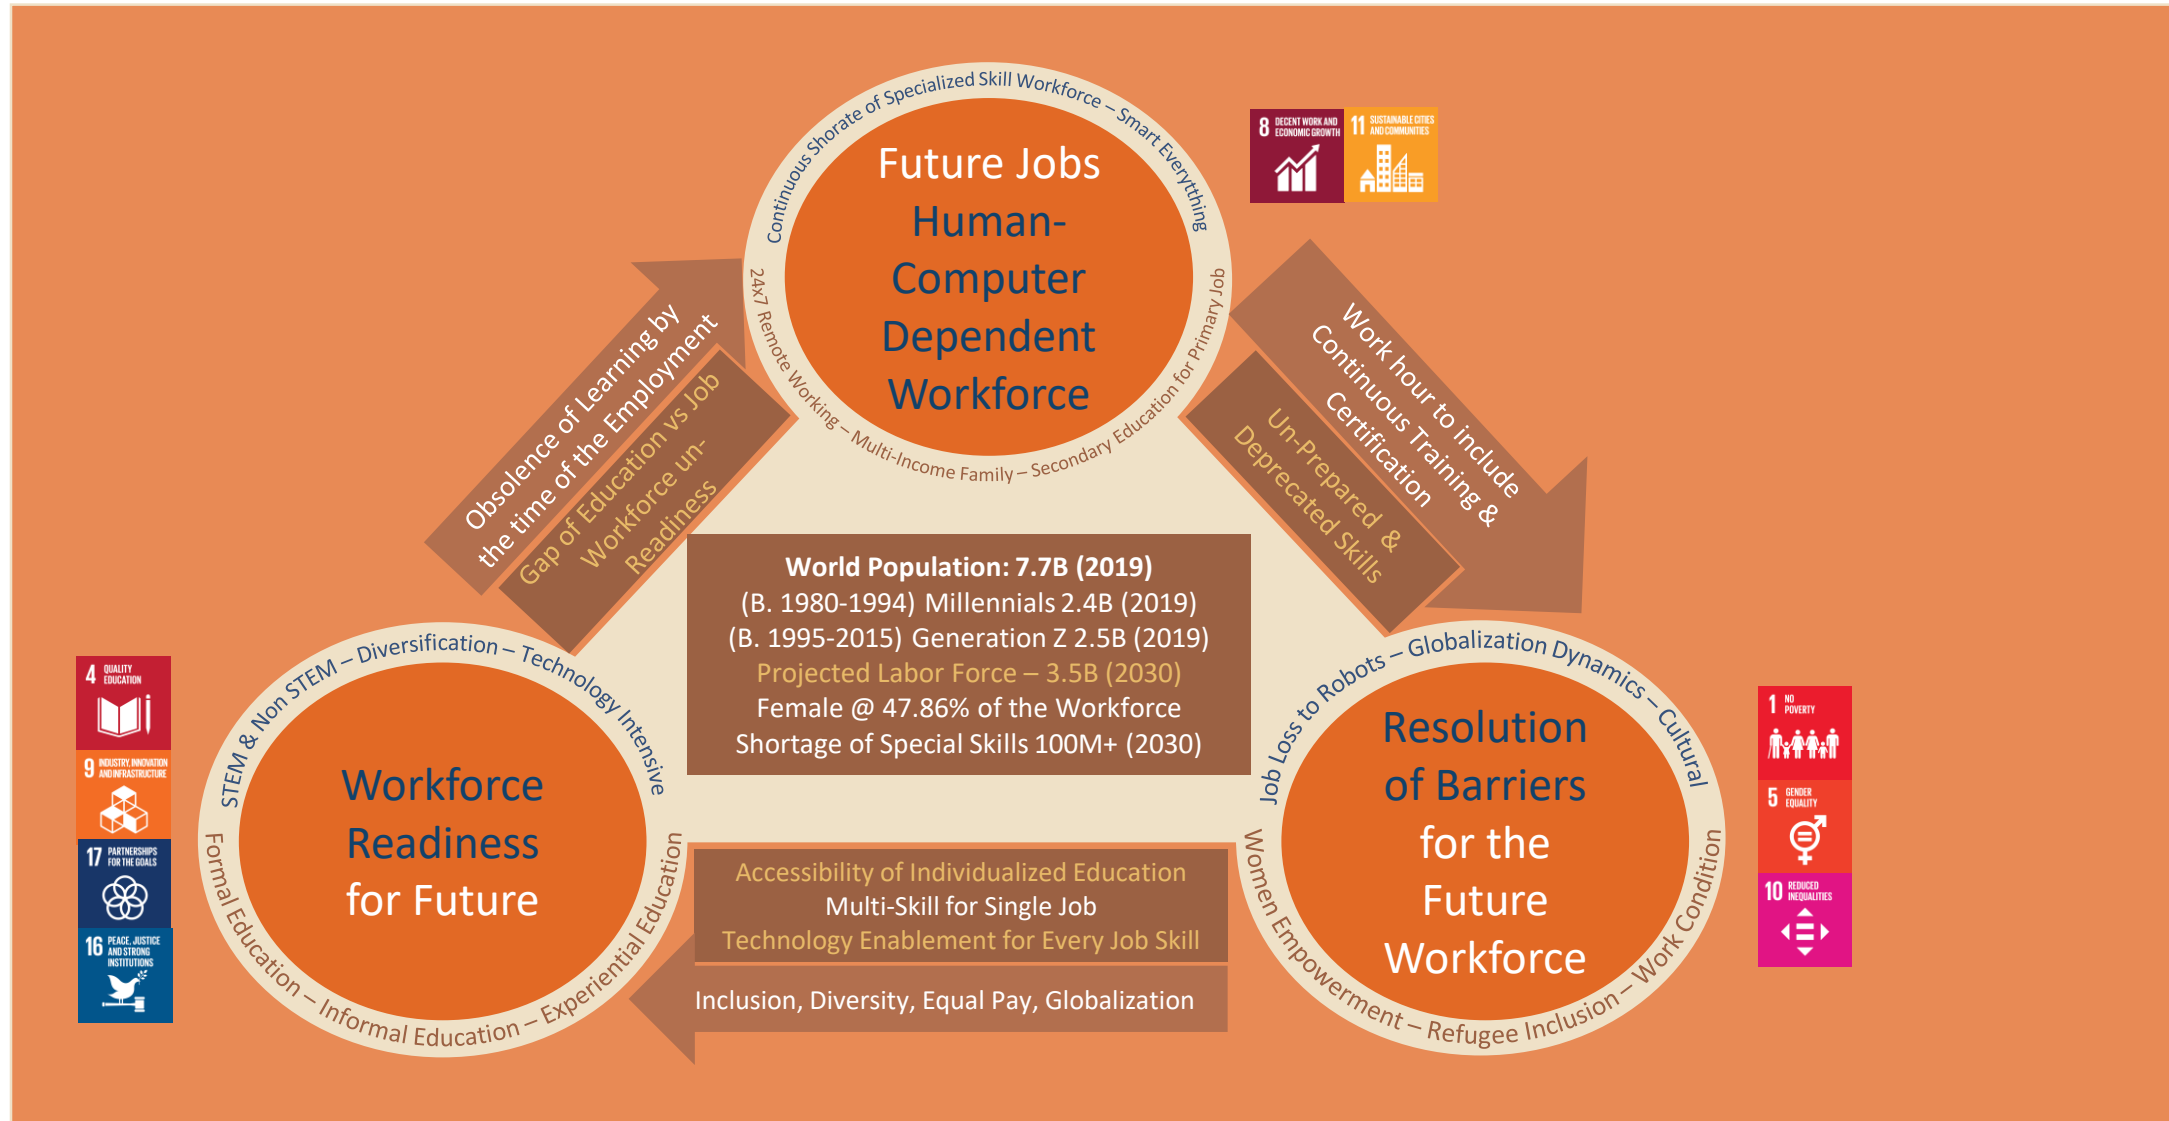 Continuous Shorate of Specialized Skill Workforce – Smart Everytthing
Future Jobs
Human-
Computer
Dependent
Workforce
24x7 Remote Working – Multi-Income Family – Secondary Education for Primary Job
8 DECENT WORK AND
ECONOMIC GROWTH
11 SUSTAINABLE CITIES
AND COMMUNITIES
Obsolence of Learning by
the time of the Employment
Gap of Education vs Job
Workforce un-
Readiness
Work hour to include
Continuous Training &
Certification
Un-Prepared &
Deprecated Skills
World Population: 7.7B (2019)
(B. 1980-1994) Millennials 2.4B (2019)
(B. 1995-2015) Generation Z 2.5B (2019)
Projected Labor Force – 3.5B (2030)
Female @ 47.86% of the Workforce
Shortage of Special Skills 100M+ (2030)
4 QUALITY
EDUCATION
9 INDUSTRY, INNOVATION
AND INFRASTRUCTURE
17 PARTNERSHIPS
FOR THE GOALS
16 PEACE, JUSTICE
AND STRONG
INSTITUTIONS
STEM & Non STEM – Diversification – Technology Intensive
Workforce
Readiness
for Future
Formal Education – Informal Education – Experiential Education
Accessibility of Individualized Education
Multi-Skill for Single Job
Technology Enablement for Every Job Skill
Inclusion, Diversity, Equal Pay, Globalization
Job Loss to Robots – Globalization Dynamics – Cultural
Resolution
of Barriers
for the
Future
Workforce
Women Empowerment – Refugee Inclusion – Work Condition
1 NO
POVERTY
5 GENDER
EQUALITY
10 REDUCED
INEQUALITIES